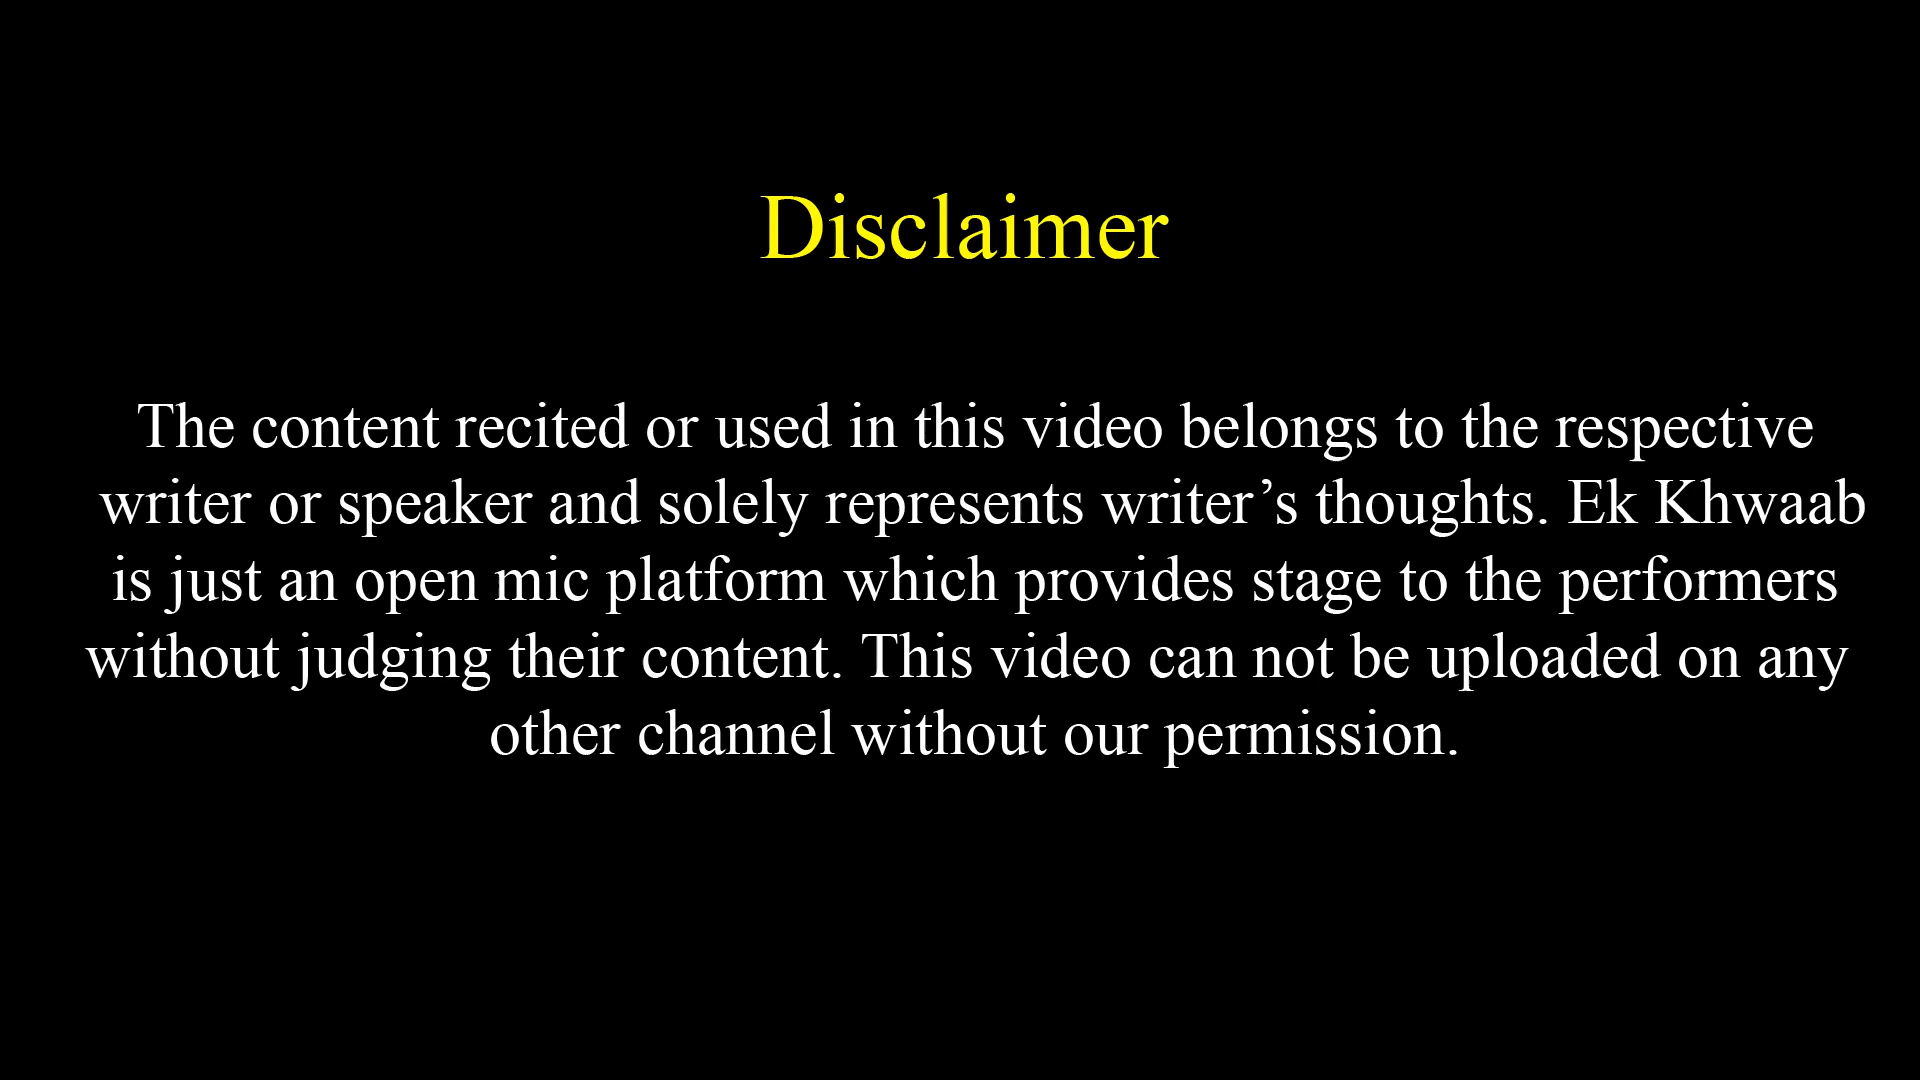 Disclaimer
The content recited or used in this video belongs to the respective
writer or speaker and solely represents writer’s thoughts. Ek Khwaab
is just an open mic platform which provides stage to the performers
without judging their content. This video can not be uploaded on any
other channel without our permission.